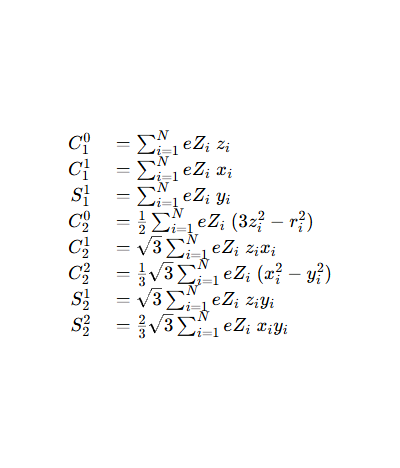 C_1^0 = \sum_{i=1}^{N} eZ_i z_i
C_1^1 = \sum_{i=1}^{N} eZ_i x_i
S_1^1 = \sum_{i=1}^{N} eZ_i y_i
C_2^0 = \frac{1}{2} \sum_{i=1}^{N} eZ_i (3z_i^2 - r_i^2)
C_2^1 = \sqrt{3} \sum_{i=1}^{N} eZ_i z_i x_i
C_2^2 = \frac{1}{3} \sqrt{3} \sum_{i=1}^{N} eZ_i (x_i^2 - y_i^2)
S_2^1 = \sqrt{3} \sum_{i=1}^{N} eZ_i z_i y_i
S_2^2 = \frac{2}{3} \sqrt{3} \sum_{i=1}^{N} eZ_i x_i y_i